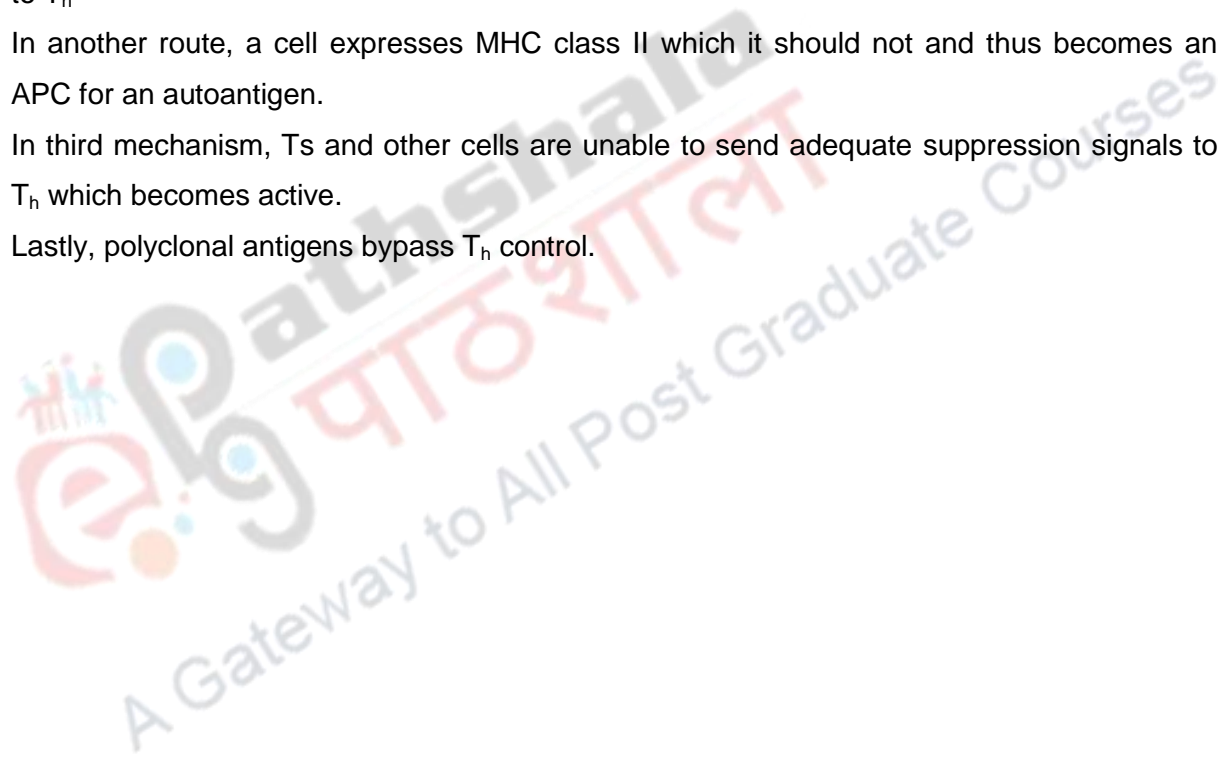 to Th
In another route, a cell expresses MHC class II which it should not and thus becomes an
APC for an autoantigen.
In third mechanism, Ts and other cells are unable to send adequate suppression signals to
Th which becomes active.
Lastly, polyclonal antigens bypass Th control.
Pathshala
पाठशाला
A Gateway to All Post Graduate Courses